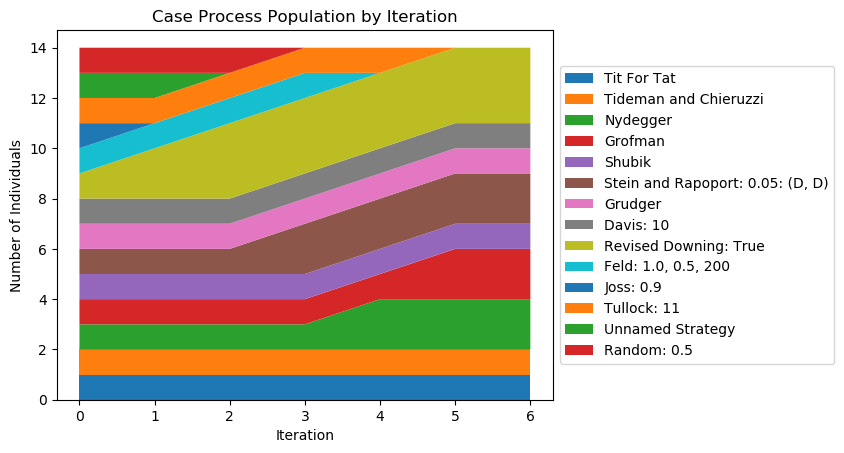 Case Process Population by Iteration
Number of Individuals
14
12
10
8
6
4
2
0
0 1 2 3 4 5 6
Iteration
Tit For Tat
Tideman and Chieruzzi
Nydegger
Grofman
Shubik
Stein and Rapoport: 0.05: (D, D)
Grudger
Davis: 10
Revised Downing: True
Feld: 1.0, 0.5, 200
Joss: 0.9
Tullock: 11
Unnamed Strategy
Random: 0.5